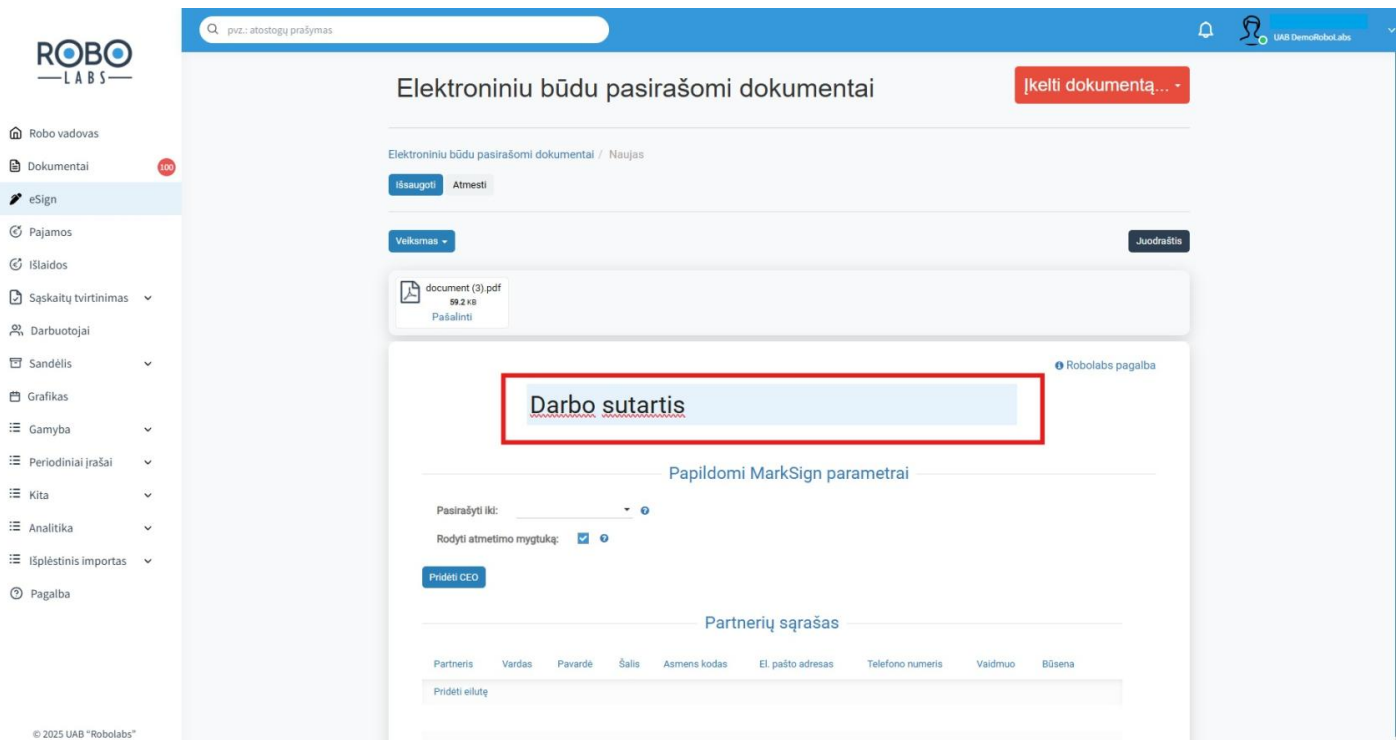 ROBO
LABS
pvz.: atostogų prašymas
UAB DemoRoboLabs
Robo vadovas
Dokumentai 100
eSign
Pajamos
Išlaidos
Sąskaitų tvirtinimas
Darbuotojai
Sandėlis
Grafikas
Gamyba
Periodiniai įrašai
Kita
Analitika
Išplėstinis importas
Pagalba
© 2025 UAB "Robolabs"
Elektroniniu būdu pasirašomi dokumentai
Įkelti dokumentą...
Elektroniniu būdu pasirašomi dokumentai / Naujas
Išsaugoti Atmesti
Veiksmas Juodraštis
document (3).pdf
59.2 KB
Pašalinti
Robolabs pagalba
Darbo sutartis
Papildomi MarkSign parametrai
Pasirašyti iki:
Rodyti atmetimo mygtuką:
Pridėti CEO
Partnerių sąrašas
Partneris Vardas Pavardė Šalis Asmens kodas El. pašto adresas Telefono numeris Vaidmuo Būsena
Pridėti eilutę